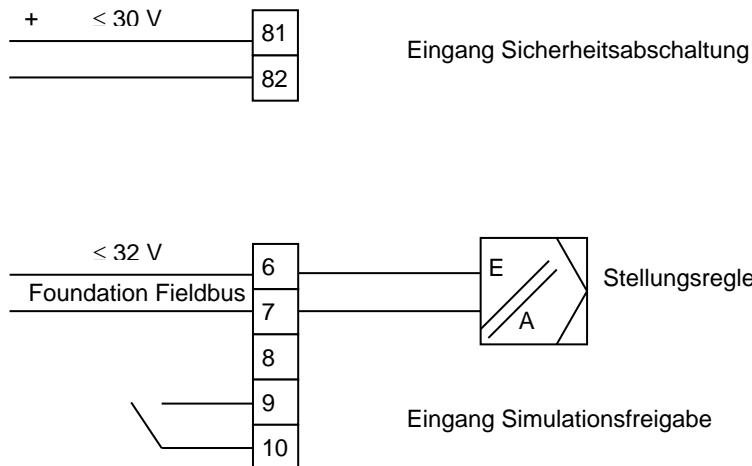 + ≤ 30 V
81
82
Eingang Sicherheitsabschaltung
≤ 32 V
Foundation Fieldbus
6
7
8
9
10
E
A
Stellungsregle
Eingang Simulationsfreigabe